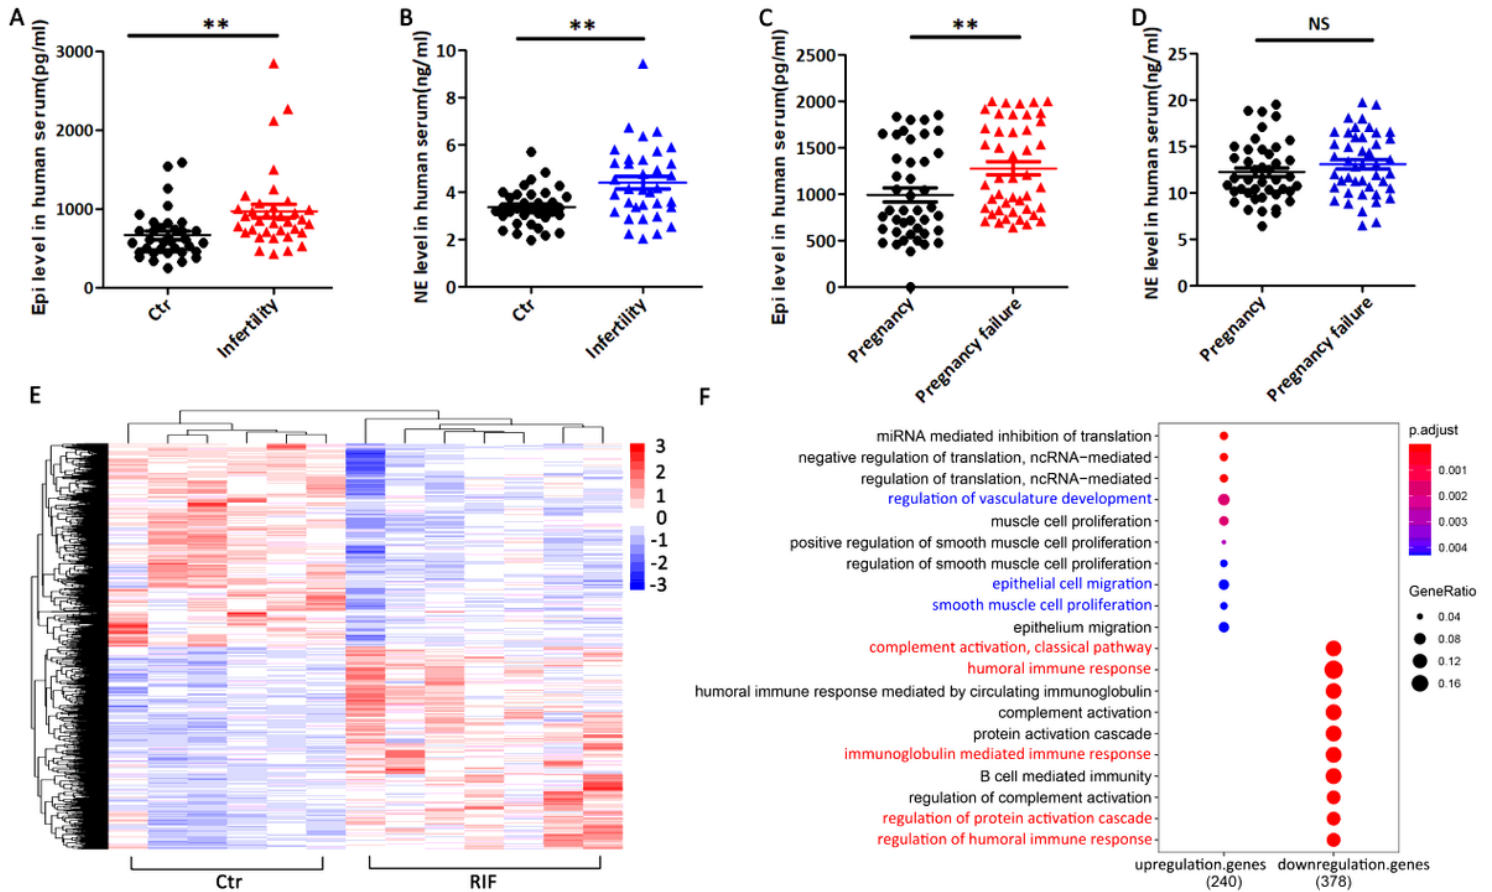 A
**
Epi level in human serum(pg/ml)
3000
2000
1000
0
Ctr
Infertility
B
**
NE level in human serum(ng/ml)
10
8
6
4
2
0
Ctr
Infertility
C
**
Epi level in human serum(pg/ml)
2500
2000
1500
1000
500
0
Pregnancy
Pregnancy failure
D
NS
NE level in human serum(ng/ml)
25
20
15
10
5
0
Pregnancy
Pregnancy failure
E
3
2
1
0
-1
-2
-3
Ctr
RIF
F
miRNA mediated inhibition of translation
negative regulation of translation, ncRNA−mediated
regulation of translation, ncRNA−mediated
regulation of vasculature development
muscle cell proliferation
positive regulation of smooth muscle cell proliferation
regulation of smooth muscle cell proliferation
epithelial cell migration
smooth muscle cell proliferation
epithelium migration
complement activation, classical pathway
humoral immune response
humoral immune response mediated by circulating immunoglobulin
complement activation
protein activation cascade
immunoglobulin mediated immune response
B cell mediated immunity
regulation of complement activation
regulation of protein activation cascade
regulation of humoral immune response
upregulation.genes
(240)
downregulation.genes
(378)
p.adjust
0.001
0.002
0.003
0.004
GeneRatio
0.04
0.08
0.12
0.16